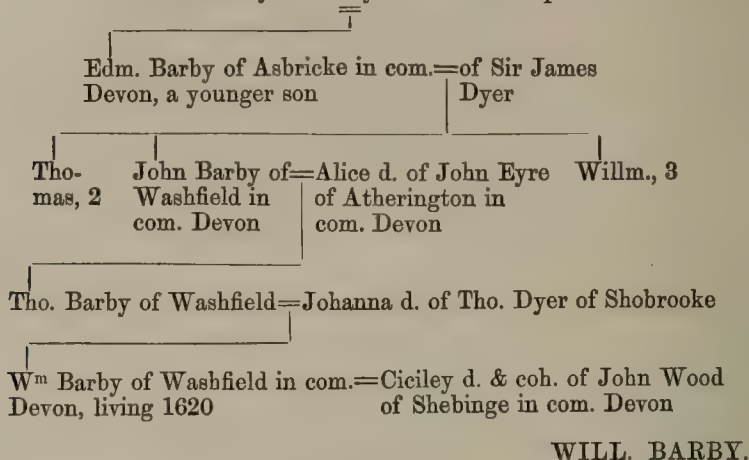 Edm. Barby of Asbricke in com.=of Sir James
Devon, a younger son Dyer
Tho- John Barby of=Alice d. of John Eyre Willm., 3
mas, 2 Washfield in of Atherington in
com. Devon com. Devon
Tho. Barby of Washfield=Johanna d. of Tho. Dyer of Shobrooke
Wm Barby of Washfield in com.=Ciciley d. & coh. of John Wood
Devon, living 1620 of Shebinge in com. Devon
WILL. BARBY.